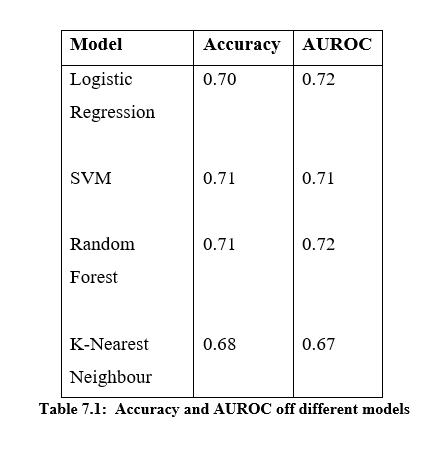 Model Accuracy AUROC
Logistic 0.70 0.72
Regression
SVM 0.71 0.71
Random 0.71 0.72
Forest
K-Nearest 0.68 0.67
Neighbour
Table 7.1: Accuracy and AUROC off different models